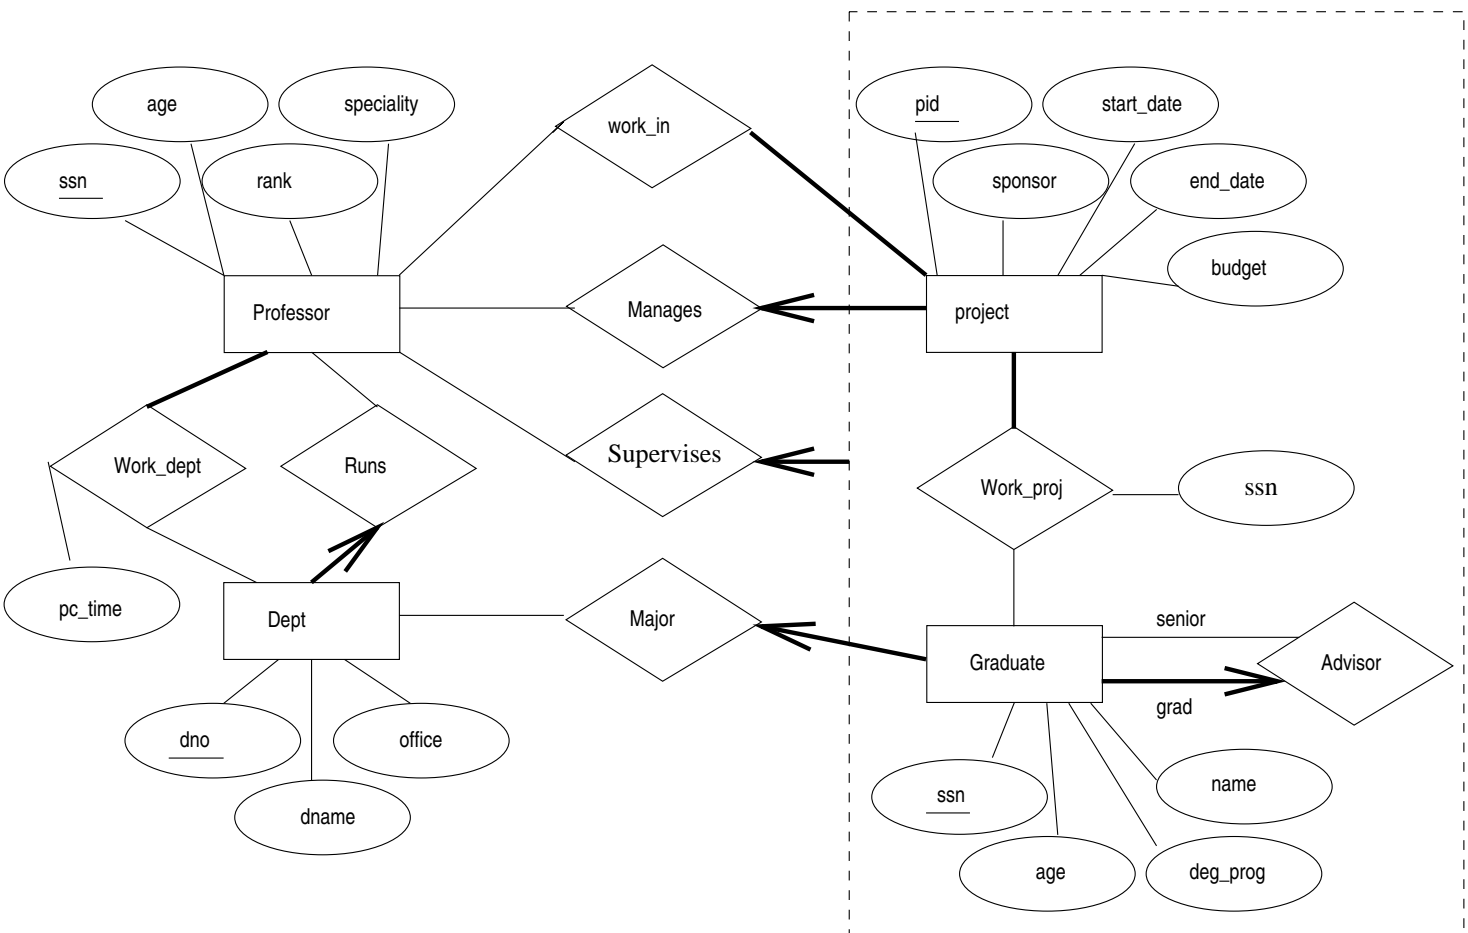 age
speciality
work_in
pid
start_date
ssn
rank
sponsor
end_date
budget
Professor
Manages
project
Work_dept
Runs
Supervises
Work_proj
ssn
pc_time
Dept
Major
senior
Graduate
Advisor
grad
dno
office
dname
ssn
name
age
deg_prog